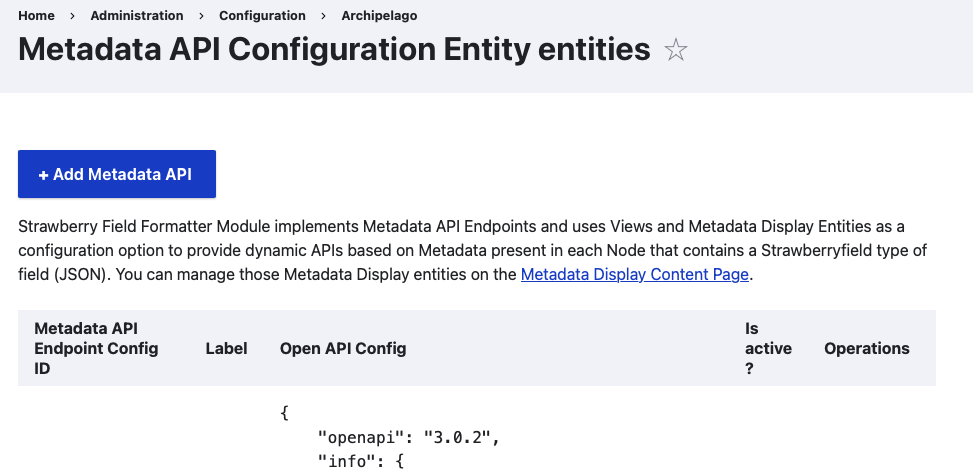 Home > Administration > Configuration > Archipelago
Metadata API Configuration Entity entities ☆
+ Add Metadata API
Strawberry Field Formatter Module implements Metadata API Endpoints and uses Views and Metadata Display Entities as a
configuration option to provide dynamic APIs based on Metadata present in each Node that contains a Strawberryfield type of
field (JSON). You can manage those Metadata Display entities on the Metadata Display Content Page.
Metadata API
Endpoint Config
ID
Label
Open API Config
Is
active
?
Operations
{
    "openapi": "3.0.2",
    "info": {